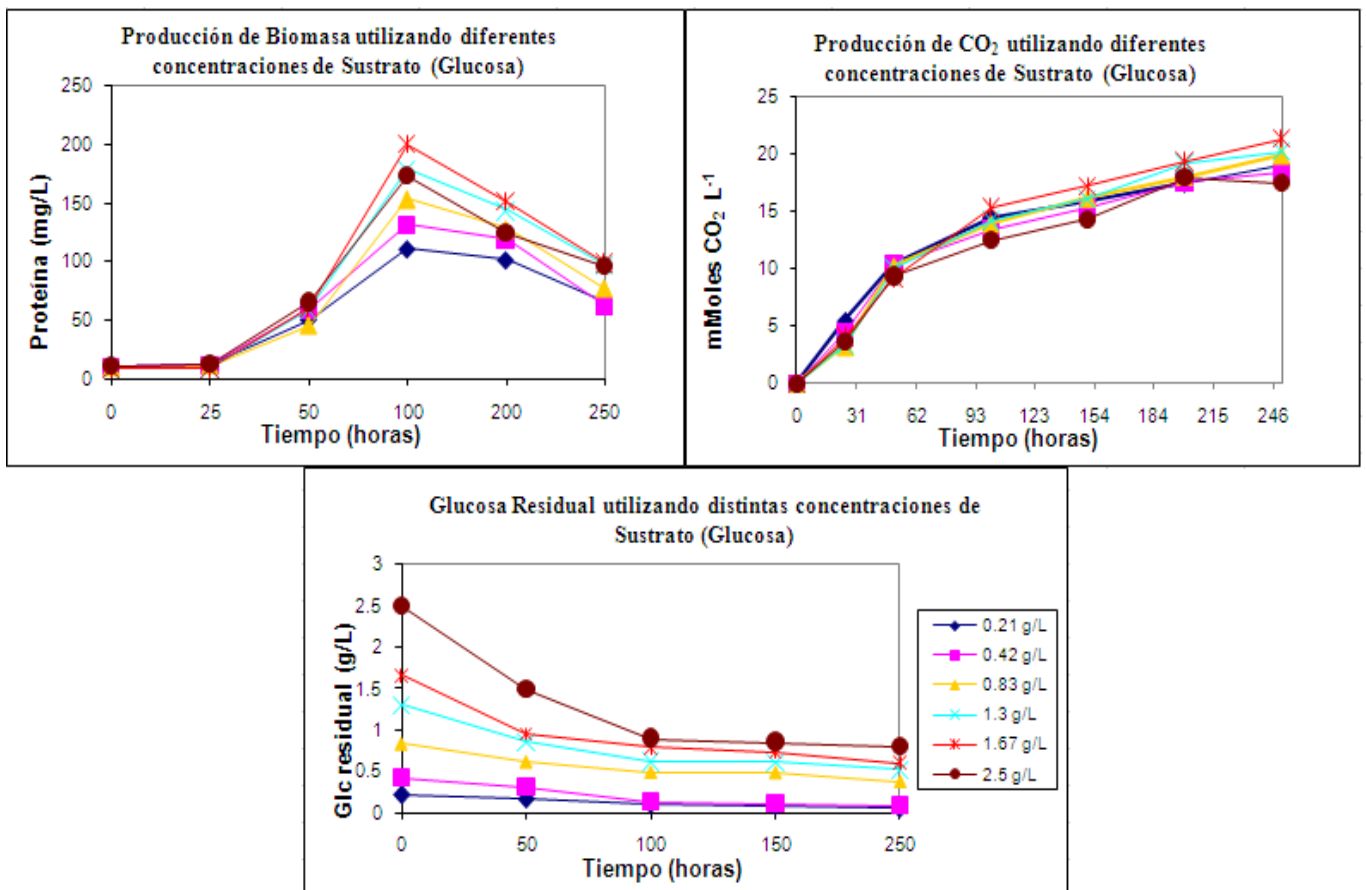 Producción de Biomasa utilizando diferentes
concentraciones de Sustrato (Glucosa)
Proteína (mg/L)
250
200
150
100
50
0
0 25 50 100 200 250
Tiempo (horas)
Producción de CO₂ utilizando diferentes
concentraciones de Sustrato (Glucosa)
mMoles CO₂ L⁻¹
25
20
15
10
5
0
0 31 62 93 123 154 184 215 246
Tiempo (horas)
Glucosa Residual utilizando distintas concentraciones de
Sustrato (Glucosa)
Glc residual (g/L)
3
2.5
2
1.5
1
0.5
0
0 50 100 150 250
Tiempo (horas)
0.21 g/L
0.42 g/L
0.83 g/L
1.3 g/L
1.67 g/L
2.5 g/L